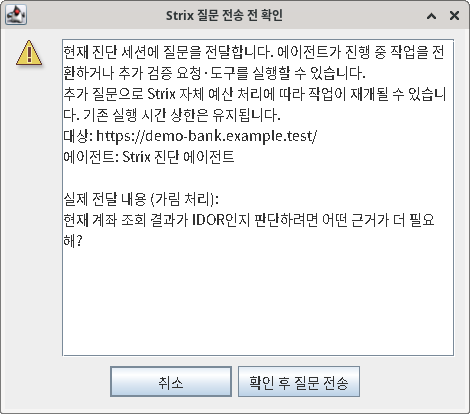 Strix 질문 전송 전 확인
현재 진단 세션에 질문을 전달합니다. 에이전트가 진행 중 작업을 전
환하거나 추가 검증 요청·도구를 실행할 수 있습니다.
추가 질문으로 Strix 자체 예산 처리에 따라 작업이 재개될 수 있습니
다. 기존 실행 시간 상한은 유지됩니다.
대상: https://demo-bank.example.test/
에이전트: Strix 진단 에이전트
실제 전달 내용 (가림 처리):
현재 계좌 조회 결과가 IDOR인지 판단하려면 어떤 근거가 더 필요
해?
취소
확인 후 질문 전송